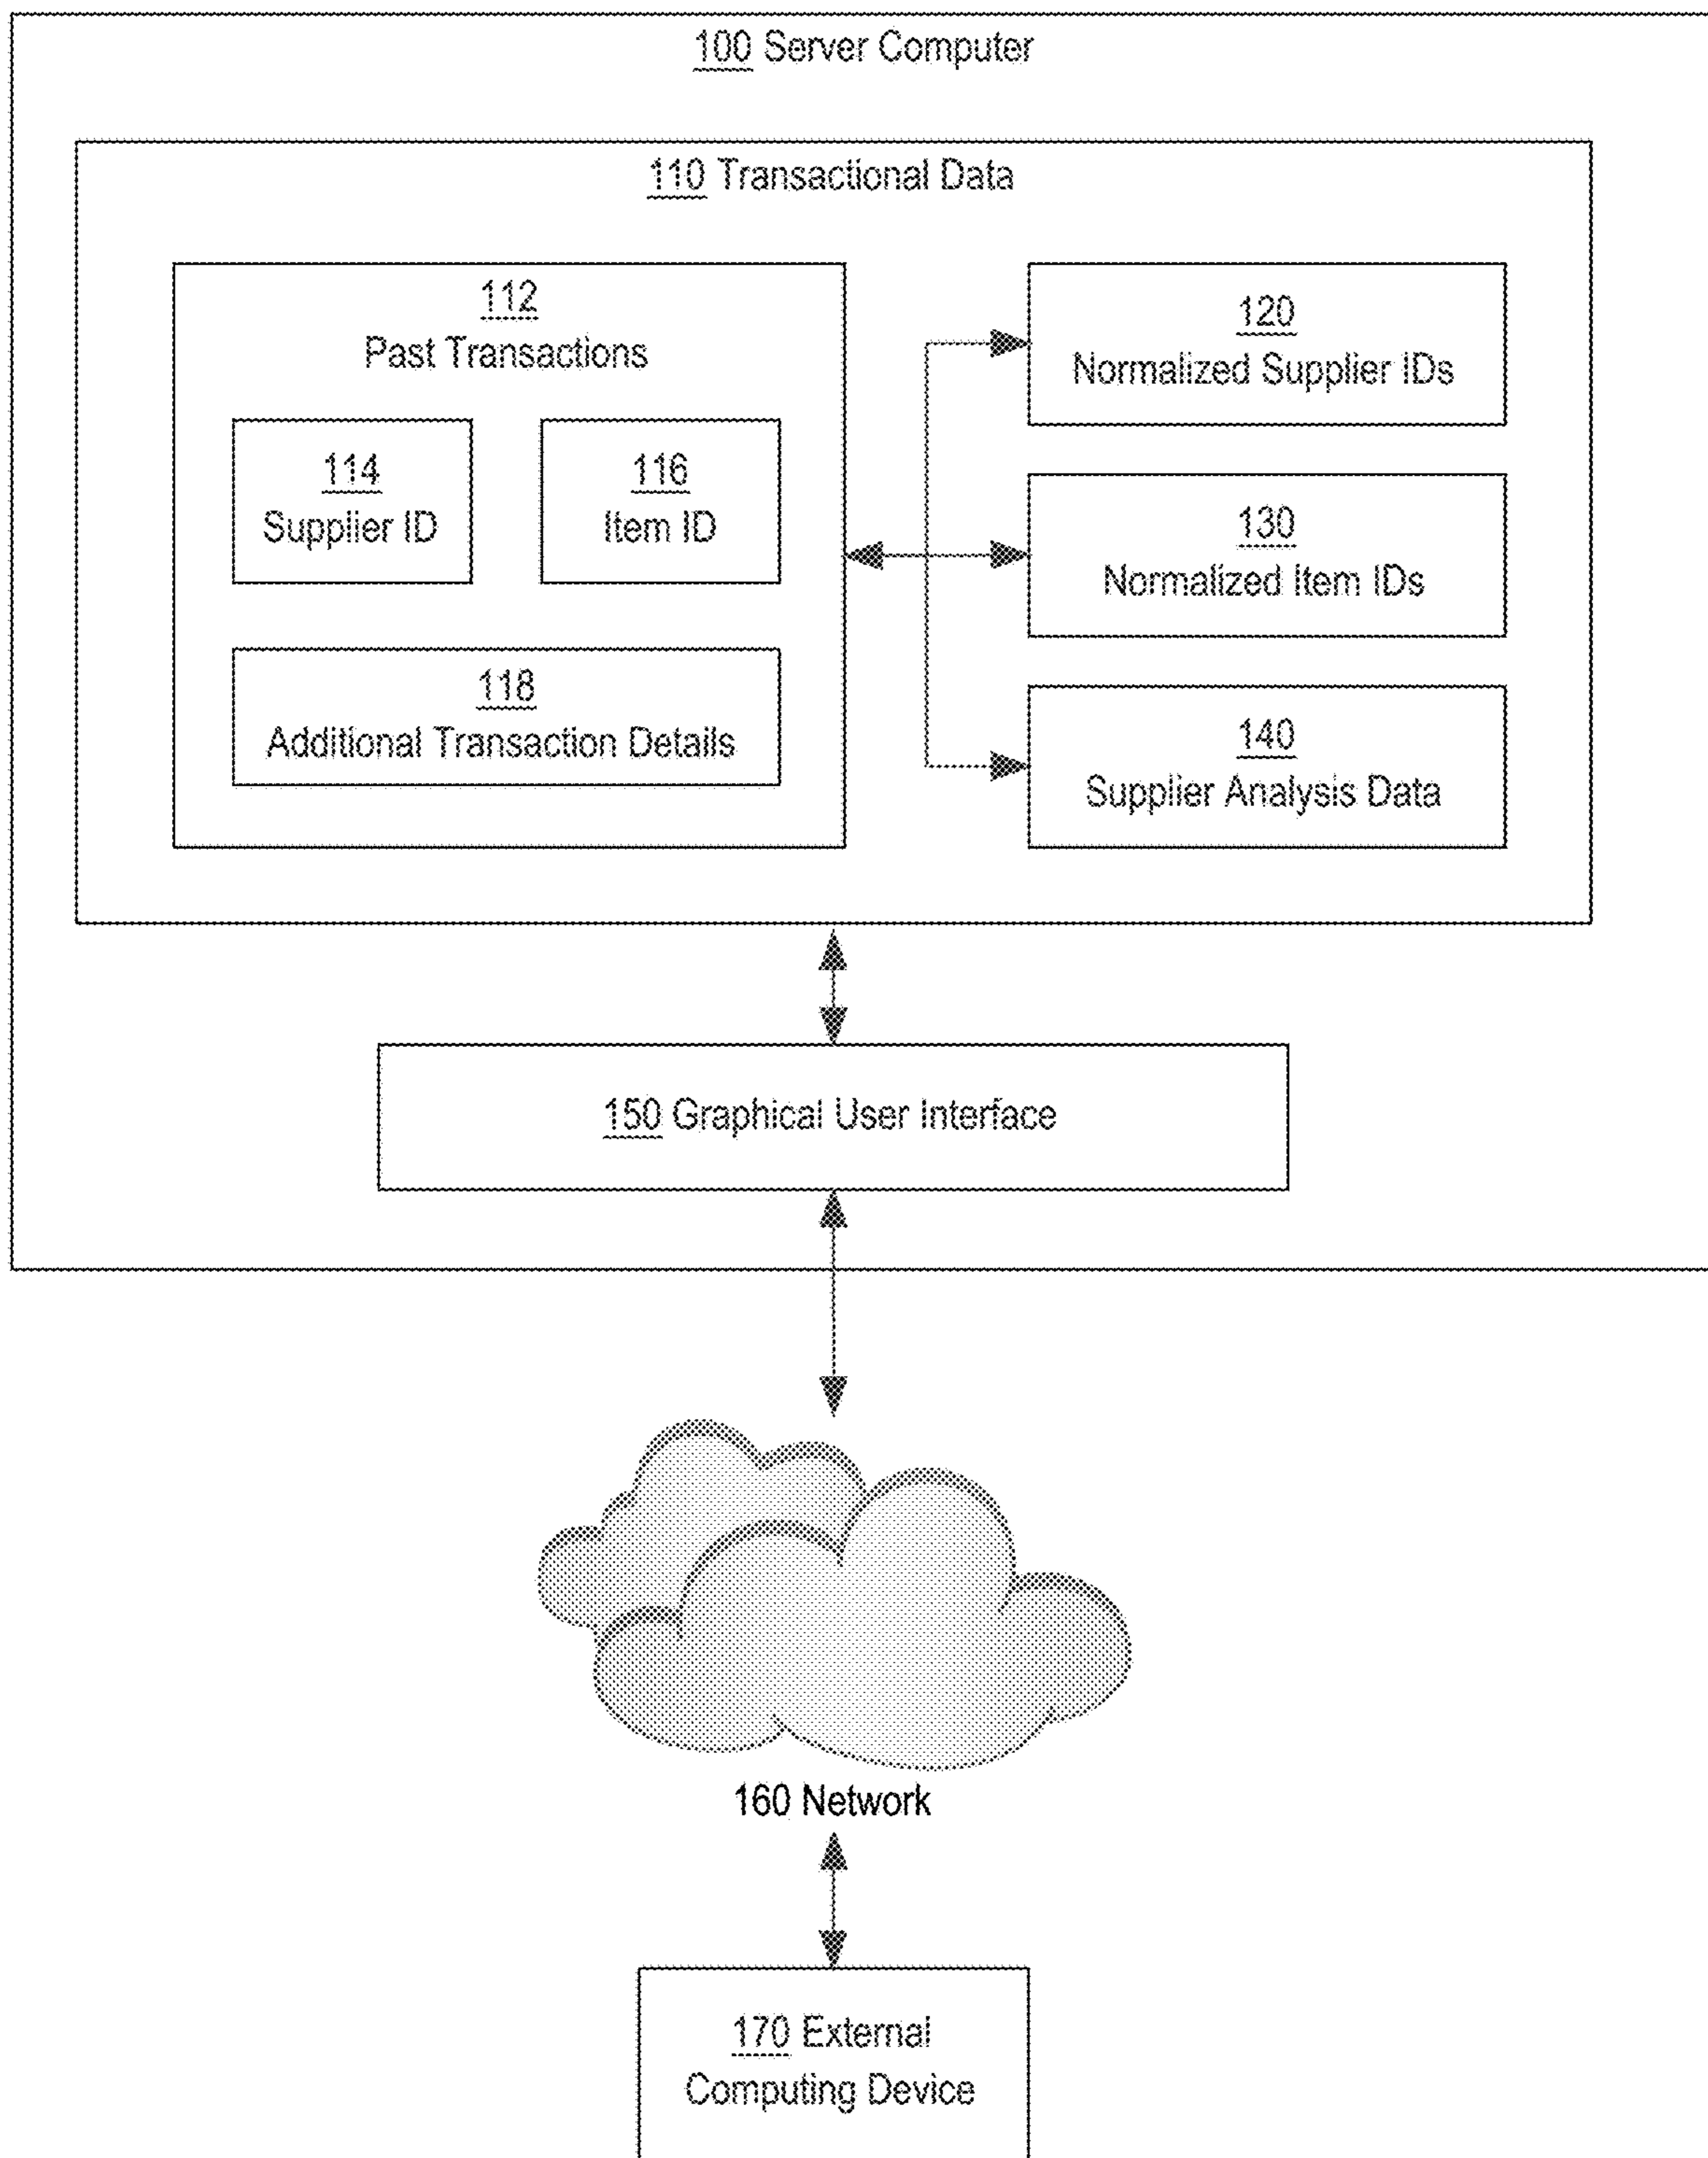 100 Server Computer
110 Transactional Data
112
Past Transactions
114
Supplier ID
116
Item ID
118
Additional Transaction Details
120
Normalized Supplier IDs
130
Normalized Item IDs
140
Supplier Analysis Data
150 Graphical User Interface
160 Network
170 External
Computing Device